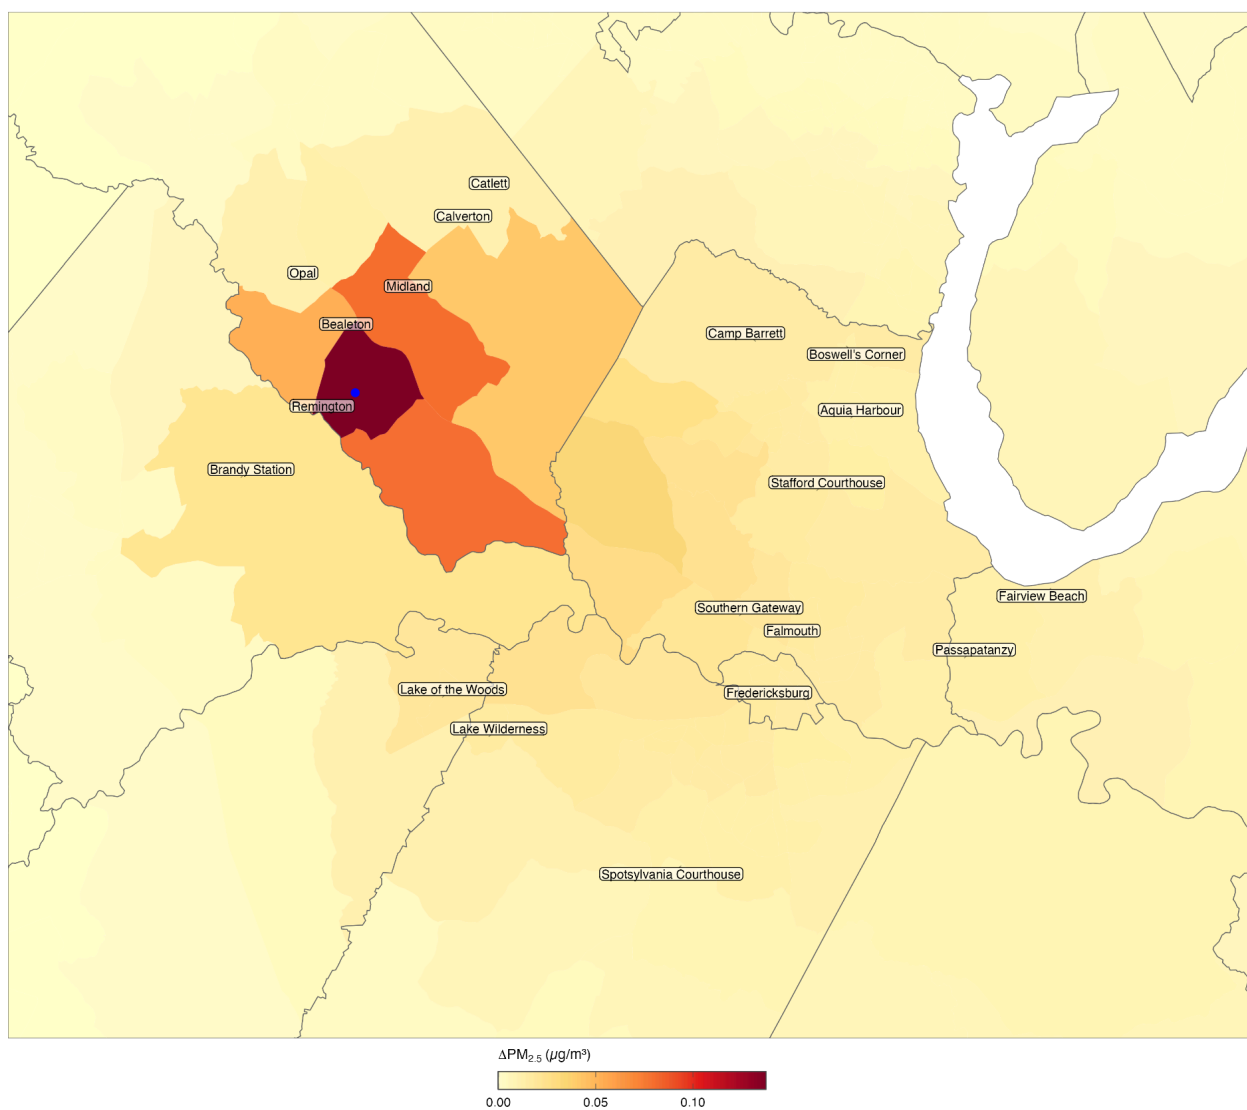 Catlett
Calverton
Opal
Midland
Bealeton
Camp Barrett
Boswell's Corner
Remington
Aquia Harbour
Brandy Station
Stafford Courthouse
Fairview Beach
Southern Gateway
Falmouth
Passapatanzy
Lake of the Woods
Fredericksburg
Lake Wilderness
Spotsylvania Courthouse
ΔPM₂.₅ (µg/m³)
0.00 0.05 0.10